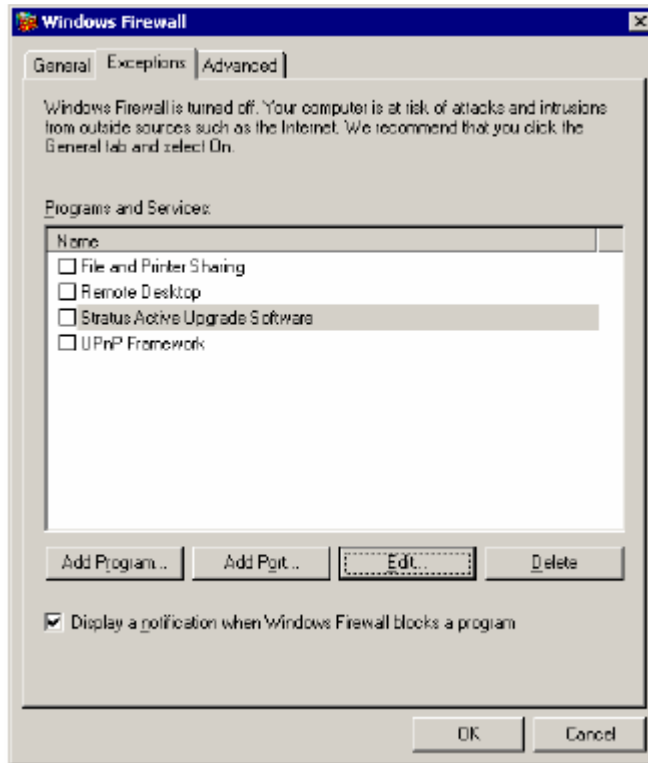 Windows Firewall
General Exceptions Advanced
Windows Firewall is turned off. Your computer is at risk of attacks and intrusions
from outside sources such as the Internet. We recommend that you click the
General tab and select On.
Programs and Services:
Name
File and Printer Sharing
Remote Desktop
Stratus Active Upgrade Software
UPnP Framework
Add Program... Add Port... Edit... Delete
Display a notification when Windows Firewall blocks a program
OK Cancel